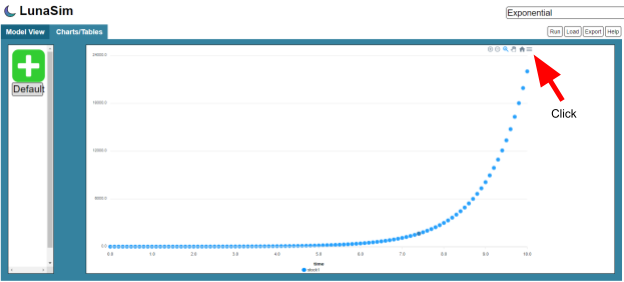 LunaSim
Exponential
Model View
Charts/Tables
Run
Load
Export
Help
Default
Click
0.0
0.0
1.0
2.0
3.0
4.0
5.0
6.0
7.0
8.0
9.0
10.0
time